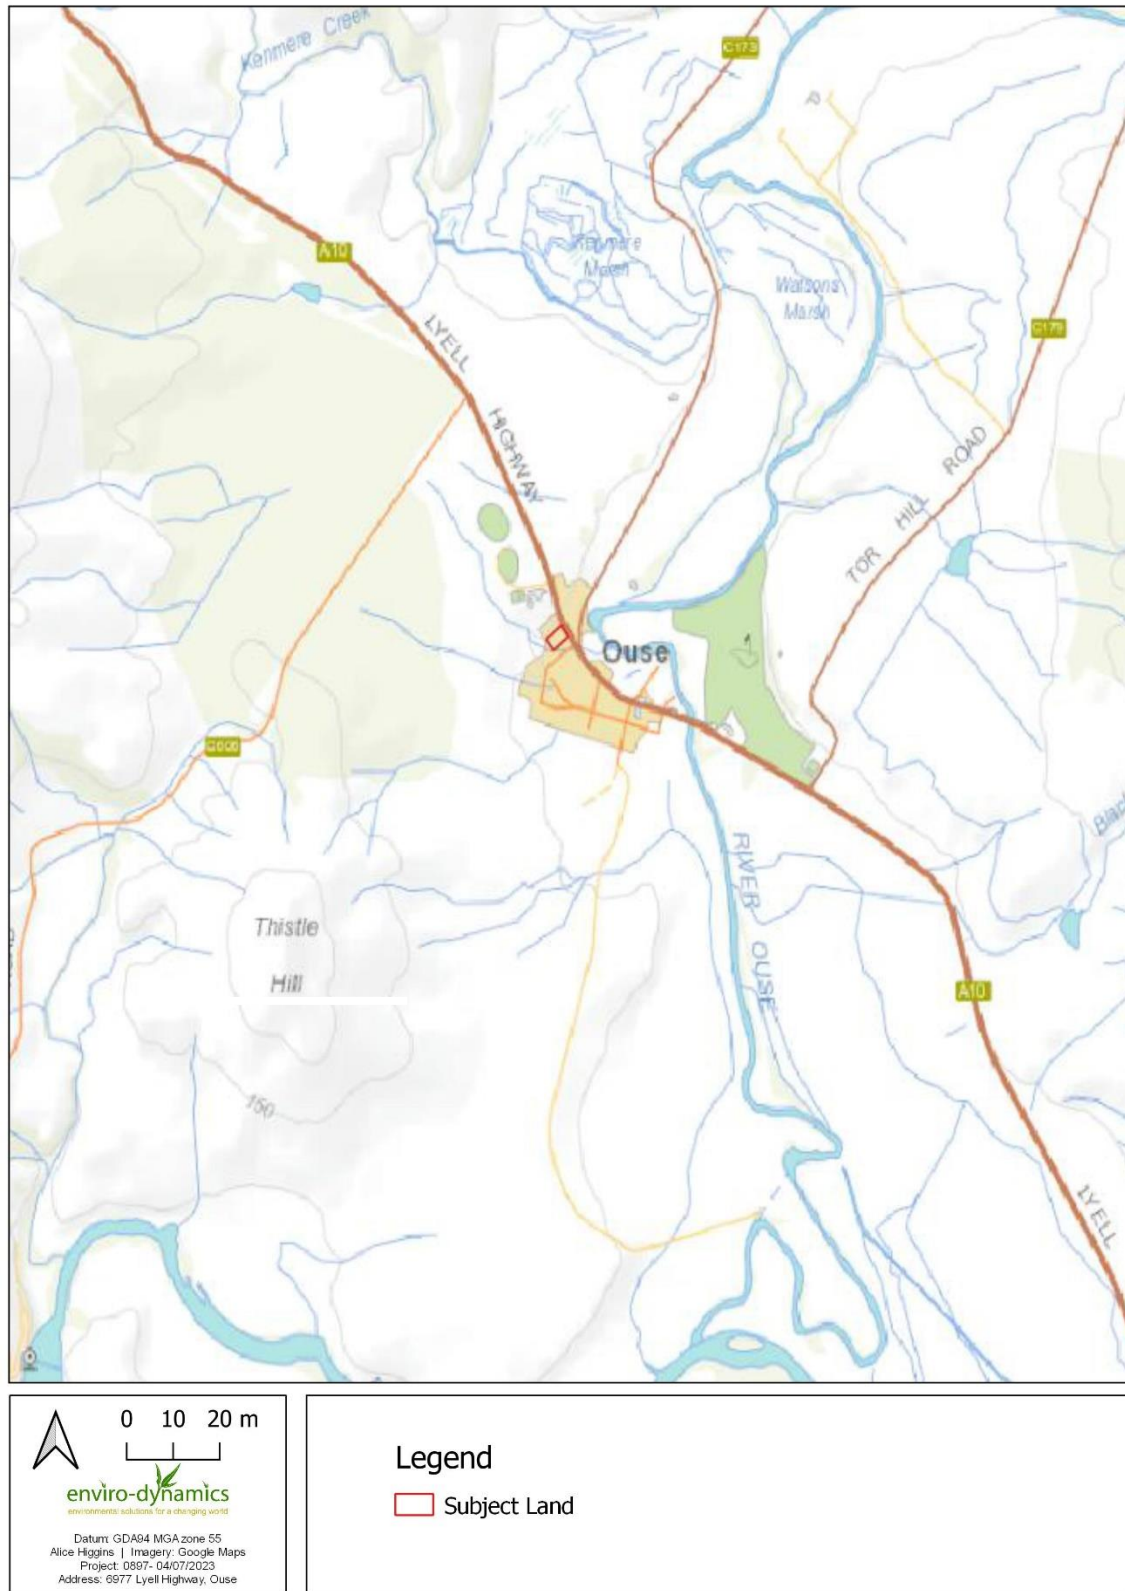 Kenmere Creek
C173
A10
Kenmere
Marsh
Watsons
Marsh
C179
LYELL
HIGHWAY
TOR HILL ROAD
Ouse
RIVER OUSE
Thistle
Hill
A10
150
LYELL
0 10 20 m
enviro-dynamics
environmental solutions for a changing world
Datum: GDA94 MGA zone 55
Alice Higgins | Imagery: Google Maps
Project: 0897- 04/07/2023
Address: 6977 Lyell Highway, Ouse
Legend
Subject Land